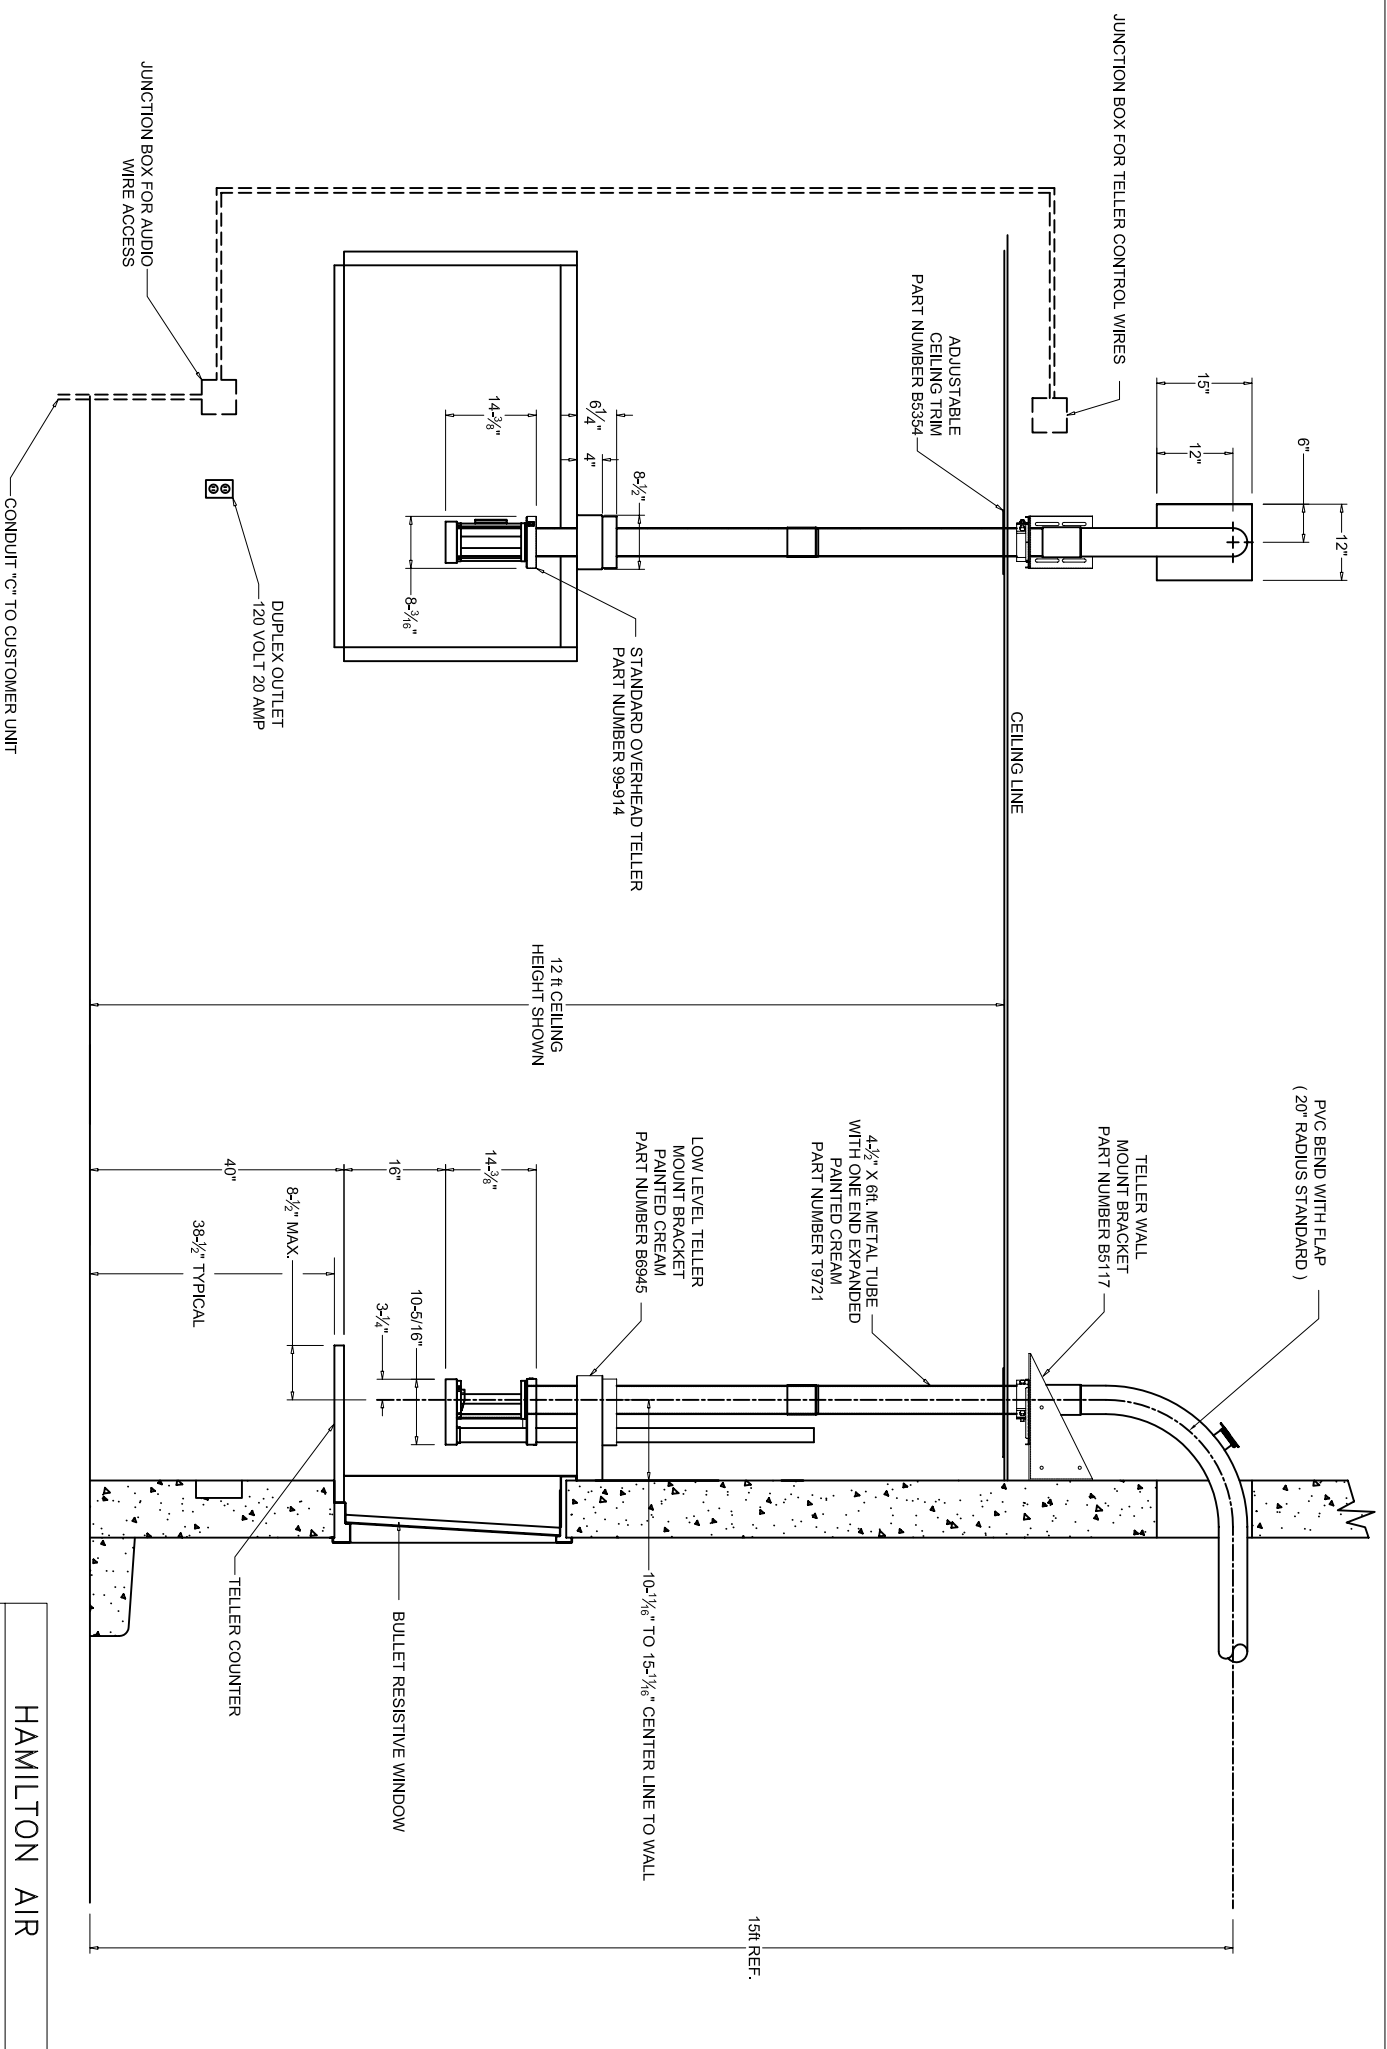 JUNCTION BOX FOR TELLER CONTROL WIRES
15"
12"
6"
12"
ADJUSTABLE
CEILING TRIM
PART NUMBER B5354
CEILING LINE
JUNCTION BOX FOR AUDIO
WIRE ACCESS
14-3/8"
6 1/4"
4"
8-1/2"
8-3/16"
STANDARD OVERHEAD TELLER
PART NUMBER 99-914
DUPLEX OUTLET
120 VOLT 20 AMP
CONDUIT "C" TO CUSTOMER UNIT
12 ft CEILING
HEIGHT SHOWN
PVC BEND WITH FLAP
( 20" RADIUS STANDARD )
TELLER WALL
MOUNT BRACKET
PART NUMBER B5117
4-1/2" X 6ft. METAL TUBE
WITH ONE END EXPANDED
PAINTED CREAM
PART NUMBER T9721
LOW LEVEL TELLER
MOUNT BRACKET
PAINTED CREAM
PART NUMBER B6945
14-3/8"
16"
40"
8-1/2" MAX.
38-1/2" TYPICAL
10-5/16"
3-1/4"
10-11/16" TO 15-11/16" CENTER LINE TO WALL
BULLET RESISTIVE WINDOW
TELLER COUNTER
15ft REF.
HAMILTON AIR